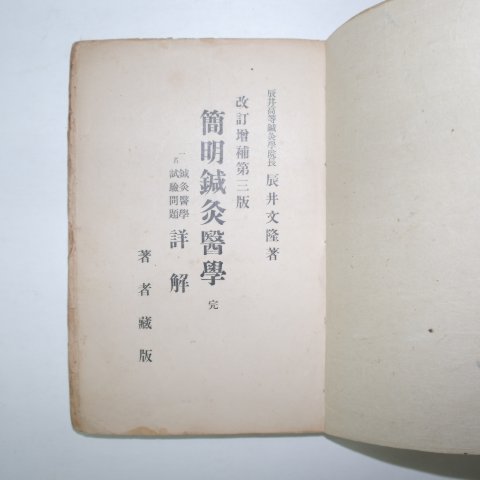 辰井高等鍼灸學院長 辰井文隆著
改訂增補第三版
簡明鍼灸醫學 完
一名 鍼灸醫學試驗問題 詳解
著者藏版